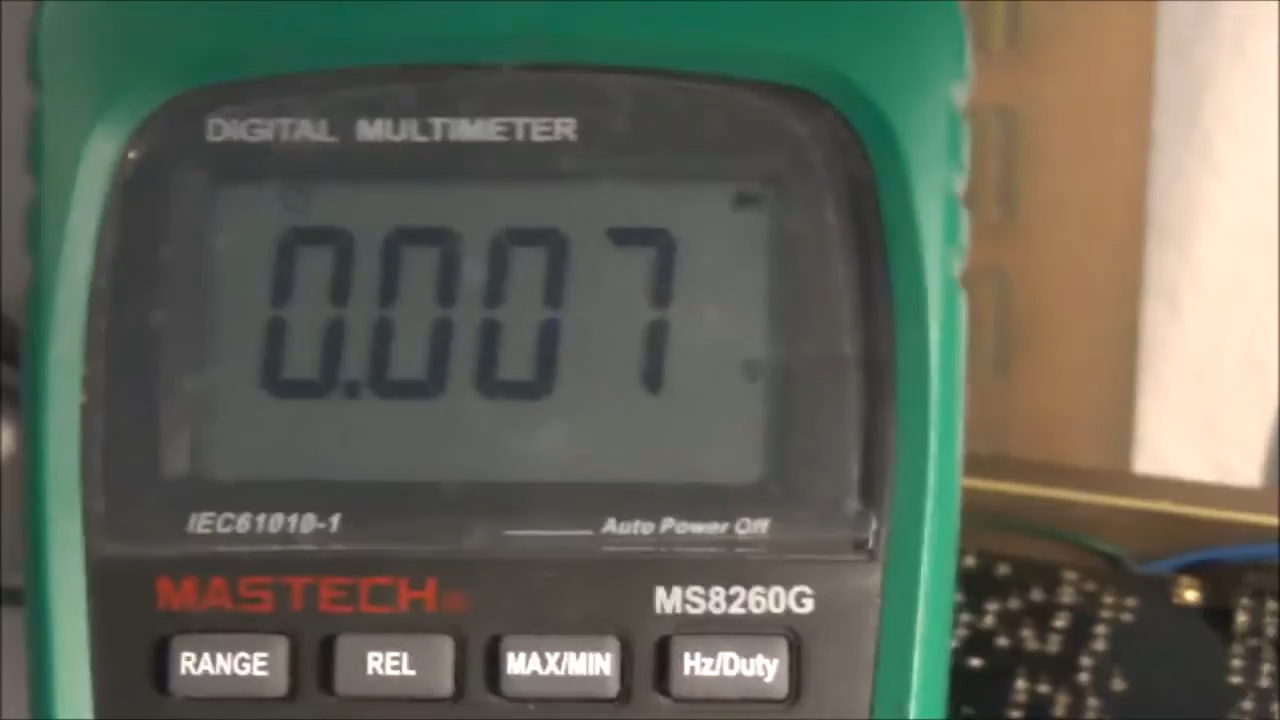 DIGITAL MULTIMETER
0.007
IEC61010-1
Auto Power Off
MASTECH
MS8260G
RANGE
REL
MAX/MIN
Hz/Duty